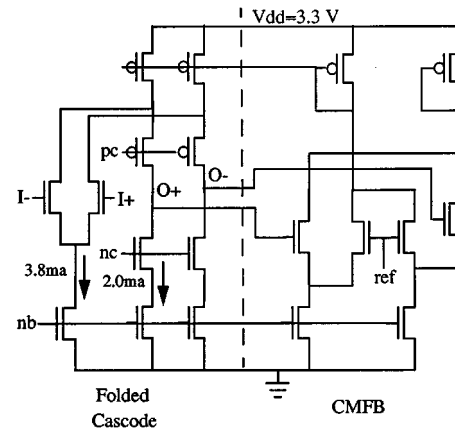 Vdd=3.3 V
pc
O-
O+
I-
I+
nc
ref
3.8ma
2.0ma
nb
Folded
Cascode
CMFB